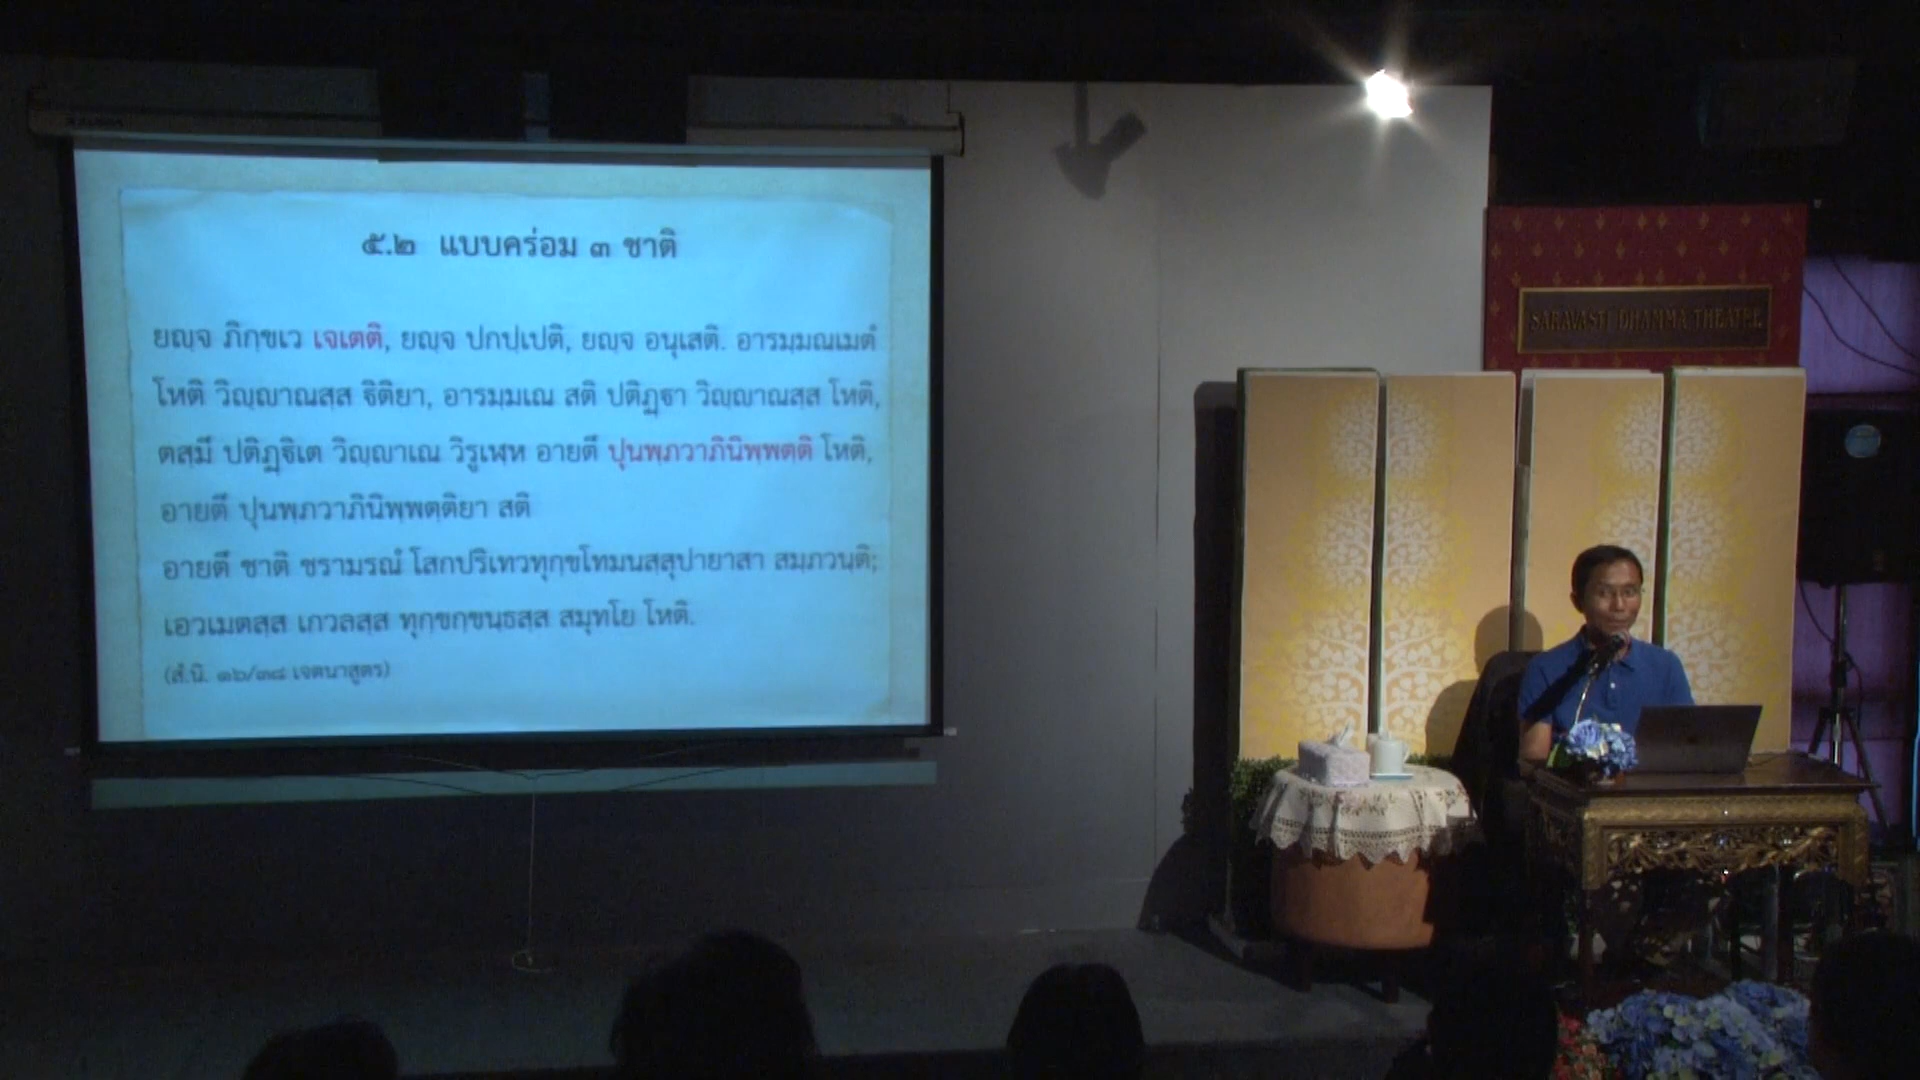 ๕.๒ แบบคร่อม ๓ ชาติ
ยญฺจ ภิกฺขเว เจเตติ, ยญฺจ ปกปฺเปติ, ยญฺจ อนุเสติ. อารมฺมณเมตํ
โหติ วิญฺญาณสฺส ฐิติยา, อารมฺมเณ สติ ปติฏฺฐา วิญฺญาณสฺส โหติ,
ตสฺมึ ปติฏฺฐิเต วิญฺญาเณ วิรูเฬฺห อายตึ ปุนพฺภวาภินิพฺพตฺติ โหติ,
อายตึ ปุนพฺภวาภินิพฺพตฺติยา สติ
อายตึ ชาติ ชรามรณํ โสกปริเทวทุกฺขโทมนสฺสุปายาสา สมฺภวนฺติ;
เอวเมตสฺส เกวลสฺส ทุกฺขกฺขนฺธสฺส สมุทโย โหติ.
(สํ.นิ. ๑๖/๓๘ เจตนาสูตร)
SARAVASTI DHAMMA THEATRE